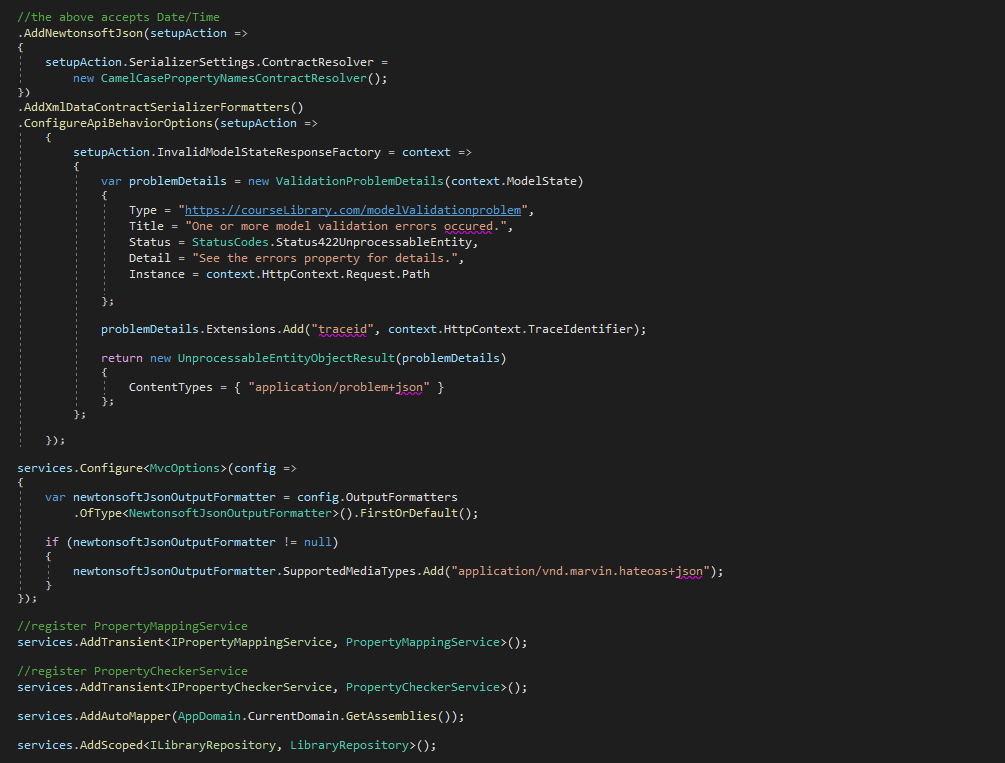 //the above accepts Date/Time
.AddNewtonsoftJson(setupAction =>
{
setupAction.SerializerSettings.ContractResolver =
new CamelCasePropertyNamesContractResolver();
})
.AddXmlDataContractSerializerFormatters()
.ConfigureApiBehaviorOptions(setupAction =>
{
setupAction.InvalidModelStateResponseFactory = context =>
{
var problemDetails = new ValidationProblemDetails(context.ModelState)
{
Type = "https://courseLibrary.com/modelValidationproblem",
Title = "One or more model validation errors occured.",
Status = StatusCodes.Status422UnprocessableEntity,
Detail = "See the errors property for details.",
Instance = context.HttpContext.Request.Path
};
problemDetails.Extensions.Add("traceid", context.HttpContext.TraceIdentifier);
return new UnprocessableEntityObjectResult(problemDetails)
{
ContentTypes = { "application/problem+json" }
};
};
});
services.Configure<MvcOptions>(config =>
{
var newtonsoftJsonOutputFormatter = config.OutputFormatters
.OfType<NewtonsoftJsonOutputFormatter>().FirstOrDefault();
if (newtonsoftJsonOutputFormatter != null)
{
newtonsoftJsonOutputFormatter.SupportedMediaTypes.Add("application/vnd.marvin.hateoas+json");
}
});
//register PropertyMappingService
services.AddTransient<IPropertyMappingService, PropertyMappingService>();
//register PropertyCheckerService
services.AddTransient<IPropertyCheckerService, PropertyCheckerService>();
services.AddAutoMapper(AppDomain.CurrentDomain.GetAssemblies());
services.AddScoped<ILibraryRepository, LibraryRepository>();